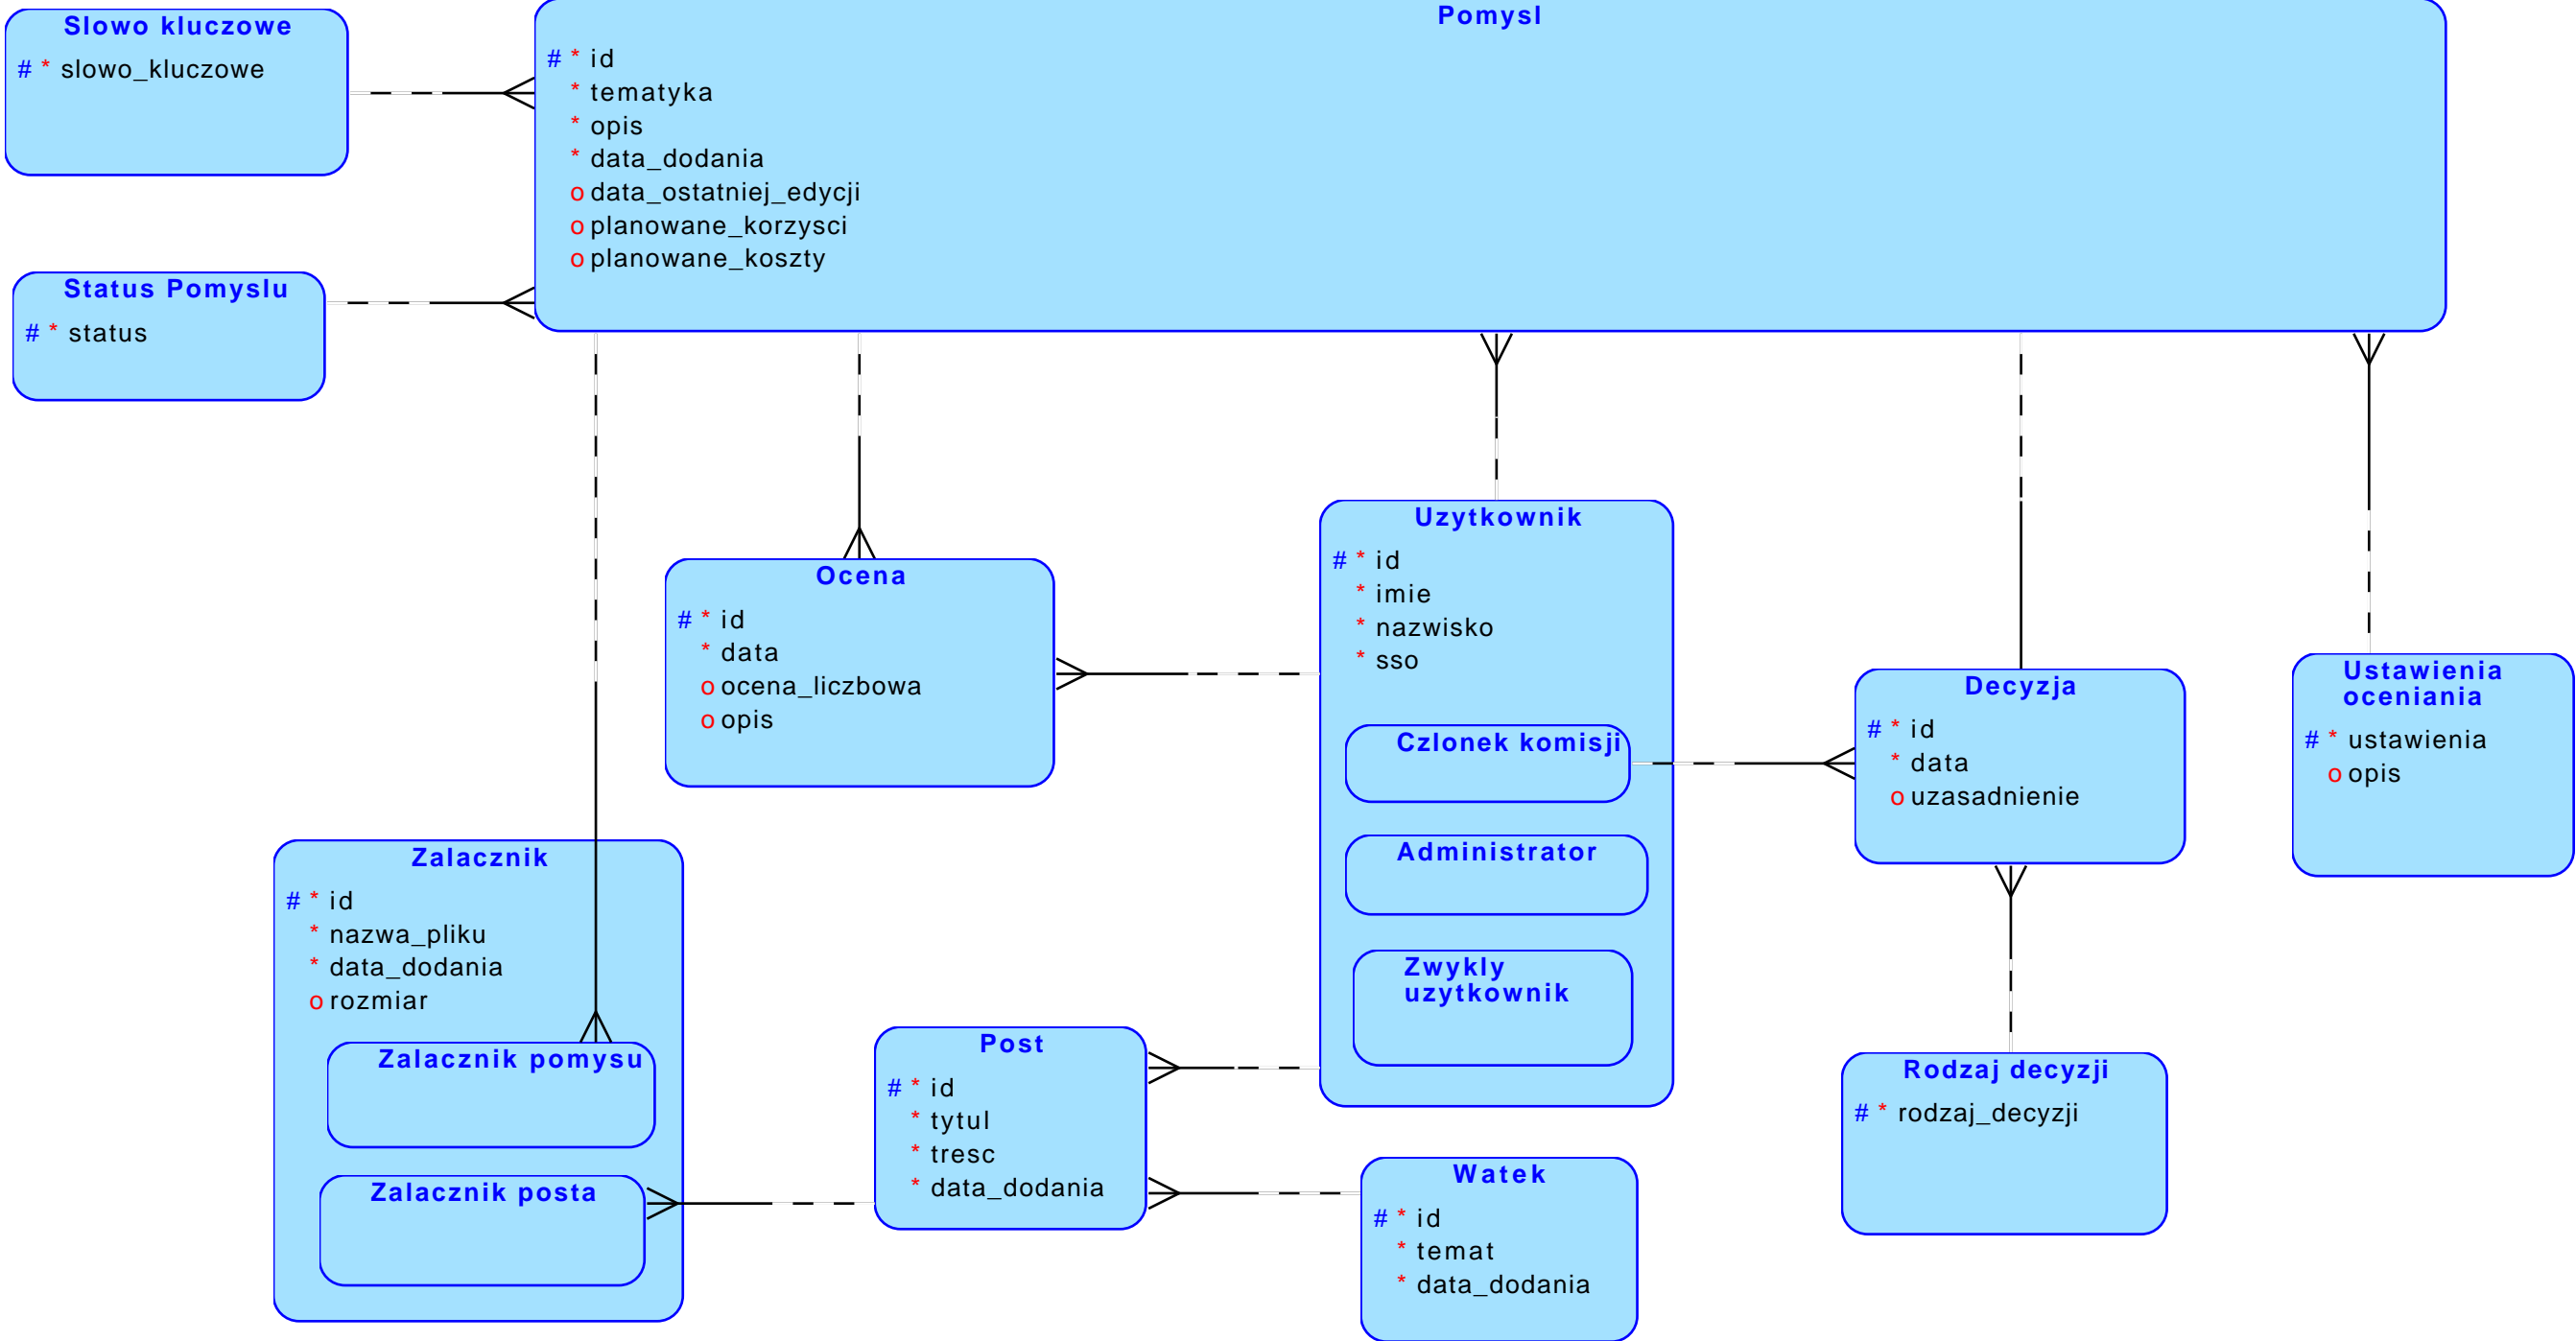 Slowo kluczowe
# * slowo_kluczowe
Pomysl
# * id
* tematyka
* opis
* data_dodania
o data_ostatniej_edycji
o planowane_korzysci
o planowane_koszty
Status Pomyslu
# * status
Ocena
# * id
* data
o ocena_liczbowa
o opis
Uzytkownik
# * id
* imie
* nazwisko
* sso
Czlonek komisji
Administrator
Zwykly
uzytkownik
Decyzja
# * id
* data
o uzasadnienie
Ustawienia
oceniania
# * ustawienia
o opis
Zalacznik
# * id
* nazwa_pliku
* data_dodania
o rozmiar
Zalacznik pomysu
Zalacznik posta
Post
# * id
* tytul
* tresc
* data_dodania
Watek
# * id
* temat
* data_dodania
Rodzaj decyzji
# * rodzaj_decyzji